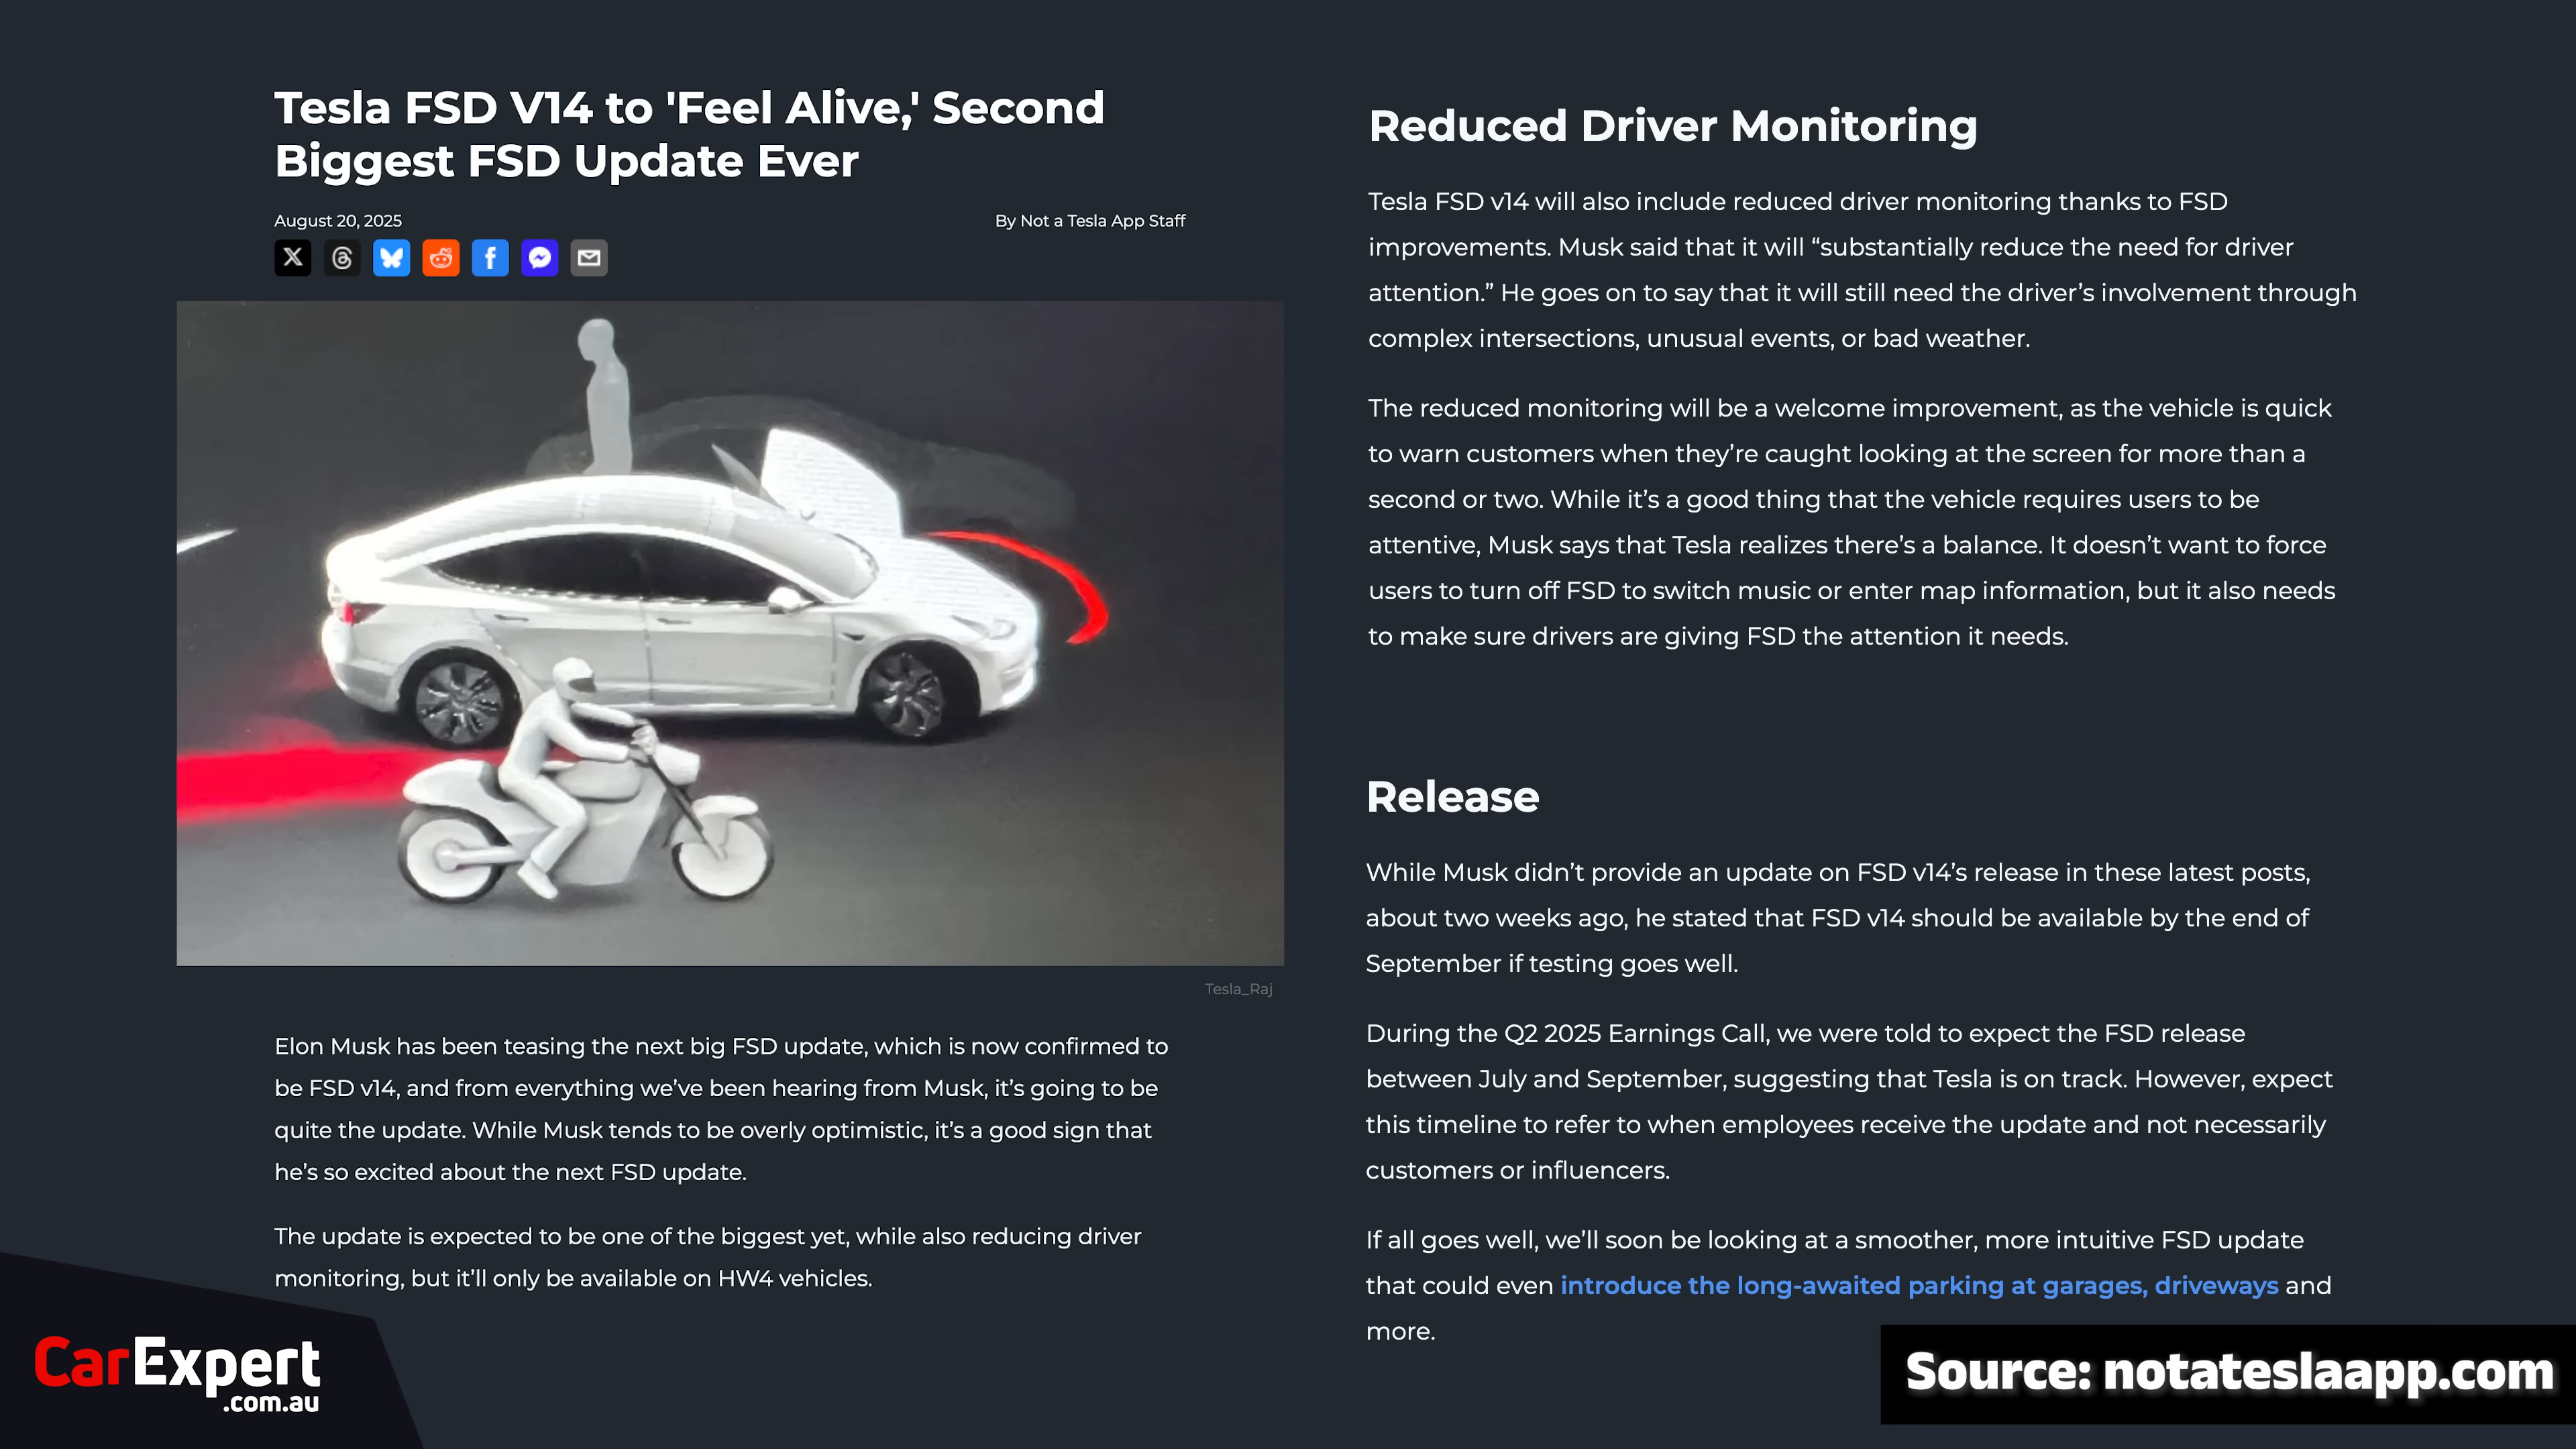 Tesla FSD V14 to 'Feel Alive,' Second
Biggest FSD Update Ever
August 20, 2025
By Not a Tesla App Staff
Tesla_Raj
Elon Musk has been teasing the next big FSD update, which is now confirmed to
be FSD v14, and from everything we’ve been hearing from Musk, it’s going to be
quite the update. While Musk tends to be overly optimistic, it’s a good sign that
he’s so excited about the next FSD update.
The update is expected to be one of the biggest yet, while also reducing driver
monitoring, but it’ll only be available on HW4 vehicles.
Reduced Driver Monitoring
Tesla FSD v14 will also include reduced driver monitoring thanks to FSD
improvements. Musk said that it will “substantially reduce the need for driver
attention.” He goes on to say that it will still need the driver’s involvement through
complex intersections, unusual events, or bad weather.
The reduced monitoring will be a welcome improvement, as the vehicle is quick
to warn customers when they’re caught looking at the screen for more than a
second or two. While it’s a good thing that the vehicle requires users to be
attentive, Musk says that Tesla realizes there’s a balance. It doesn’t want to force
users to turn off FSD to switch music or enter map information, but it also needs
to make sure drivers are giving FSD the attention it needs.
Release
While Musk didn’t provide an update on FSD v14’s release in these latest posts,
about two weeks ago, he stated that FSD v14 should be available by the end of
September if testing goes well.
During the Q2 2025 Earnings Call, we were told to expect the FSD release
between July and September, suggesting that Tesla is on track. However, expect
this timeline to refer to when employees receive the update and not necessarily
customers or influencers.
If all goes well, we’ll soon be looking at a smoother, more intuitive FSD update
that could even introduce the long-awaited parking at garages, driveways and
more.
CarExpert
.com.au
Source: notateslaapp.com